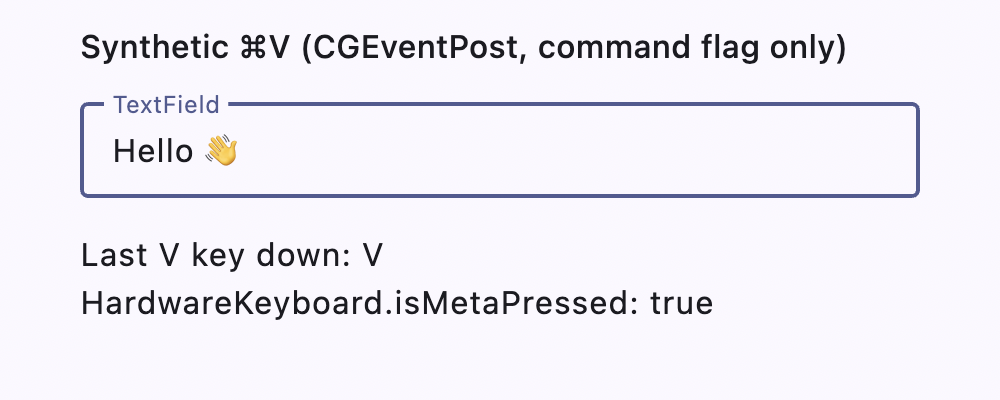 Synthetic ⌘V (CGEventPost, command flag only)
TextField
Hello 👋
Last V key down: V
HardwareKeyboard.isMetaPressed: true